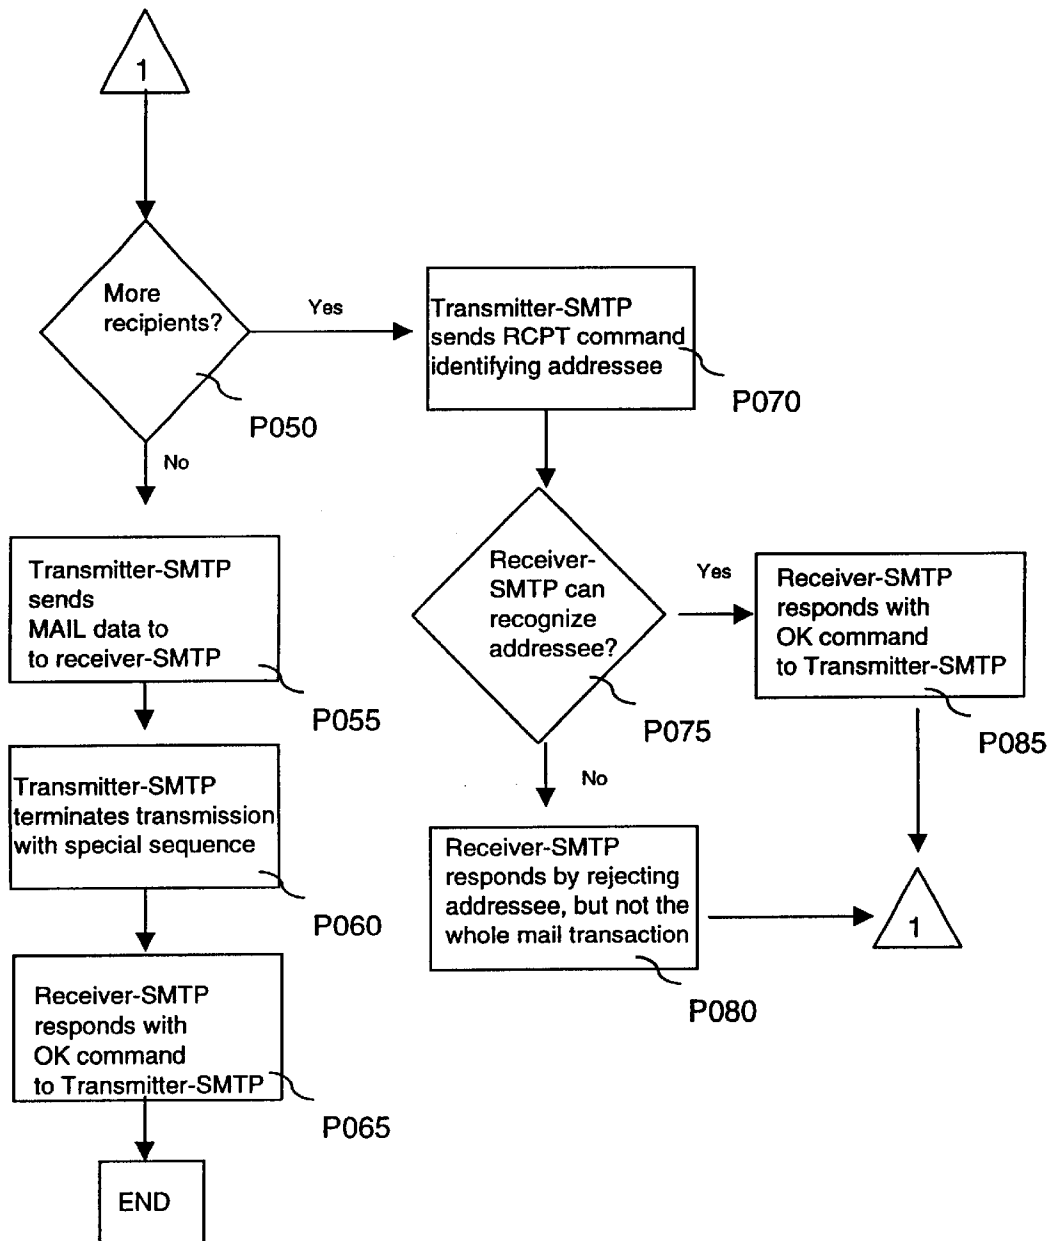 1
More
recipients?
Yes
P050
No
Transmitter-SMTP
sends RCPT command
identifying addressee
P070
Receiver-
SMTP can
recognize
addressee?
Yes
P075
No
Receiver-SMTP
responds with
OK command
to Transmitter-SMTP
P085
Receiver-SMTP
responds by rejecting
addressee, but not the
whole mail transaction
P080
1
Transmitter-SMTP
sends
MAIL data to
to receiver-SMTP
P055
Transmitter-SMTP
terminates transmission
with special sequence
P060
Receiver-SMTP
responds with
OK command
to Transmitter-SMTP
P065
END